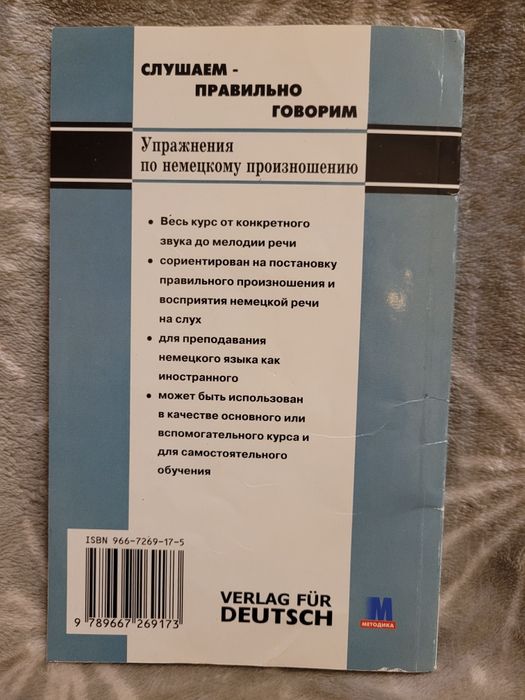 СЛУШАЕМ -
ПРАВИЛЬНО
ГОВОРИМ
Упражнения
по немецкому произношению
• Весь курс от конкретного
звука до мелодии речи
• сориентирован на постановку
правильного произношения и
восприятия немецкой речи
на слух
• для преподавания
немецкого языка как
иностранного
• может быть использован
в качестве основного или
вспомогательного курса и
для самостоятельного
обучения
ISBN 966-7269-17-5
9 789667 269173
VERLAG FÜR
DEUTSCH
М
МЕТОДИКА